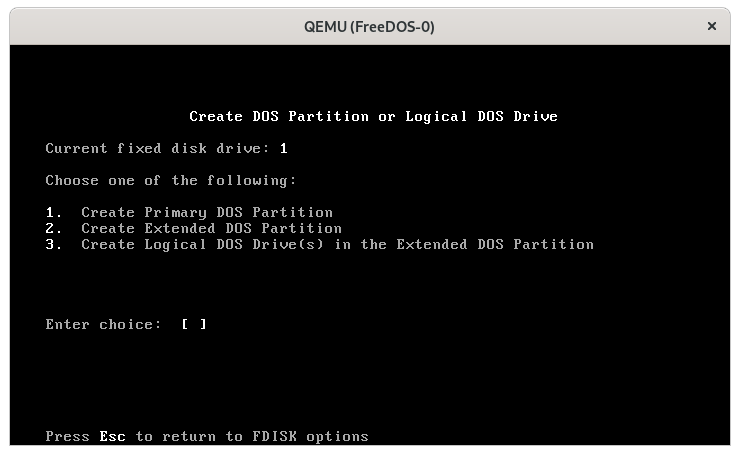 QEMU (FreeDOS-0) ×
Create DOS Partition or Logical DOS Drive
Current fixed disk drive: 1
Choose one of the following:
1. Create Primary DOS Partition
2. Create Extended DOS Partition
3. Create Logical DOS Drive(s) in the Extended DOS Partition
Enter choice: [ ]
Press Esc to return to FDISK options